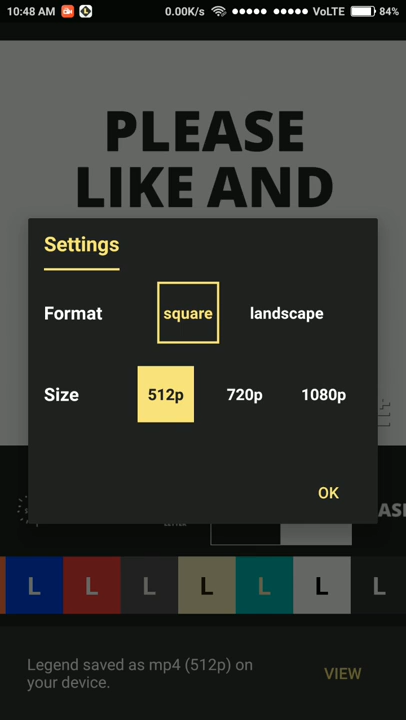 10:48 AM 0.00K/s VoLTE 84%
PLEASE
LIKE AND
Settings
Format square landscape
Size 512p 720p 1080p
OK
L L L L L L L
Legend saved as mp4 (512p) on
your device.
VIEW